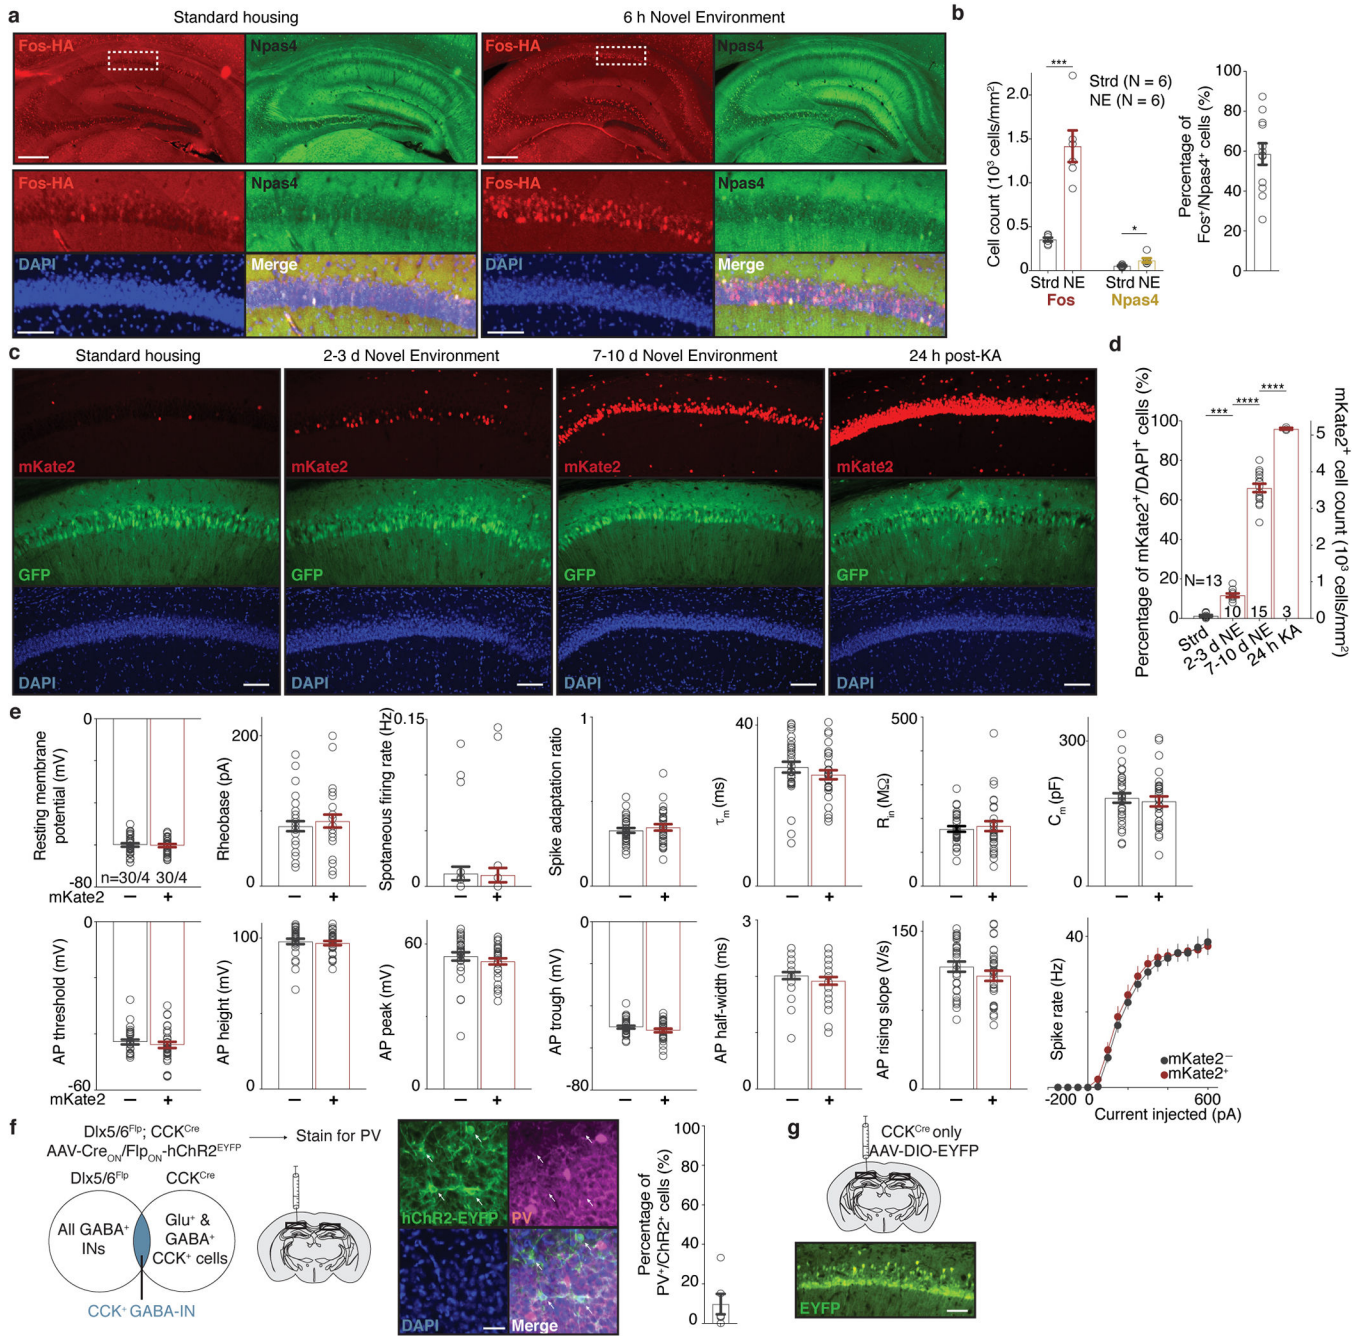 a
Standard housing
6 h Novel Environment
Fos-HA
Npas4
Fos-HA
Npas4
Fos-HA
Npas4
Fos-HA
Npas4
DAPI
Merge
DAPI
Merge
b
Cell count (10³ cells/mm²)
2.0
1.5
1.0
0.5
0
***
*
Strd (N = 6)
NE (N = 6)
Strd NE
Strd NE
Fos
Npas4
Percentage of
Fos⁺/Npas4⁺ cells (%)
100
80
60
40
20
0
c
Standard housing
2-3 d Novel Environment
7-10 d Novel Environment
24 h post-KA
mKate2
mKate2
mKate2
mKate2
GFP
GFP
GFP
GFP
DAPI
DAPI
DAPI
DAPI
d
Percentage of mKate2⁺/DAPI⁺ cells (%)
100
80
60
40
20
0
***
****
****
N=13
10
15
3
Strd
2-3 d NE
7-10 d NE
24 h KA
5
4
3
2
1
0
mKate2⁺ cell count (10³ cells/mm²)
e
Resting membrane
potential (mV)
0
-80
n=30/4 30/4
mKate2
− +
Rheobase (pA)
200
0
− +
Spotaneous firing rate (Hz)
0.15
0
− +
Spike adaptation ratio
1
0
− +
τm (ms)
40
0
− +
Rin (MΩ)
500
0
− +
Cm (pF)
300
0
− +
AP threshold (mV)
0
-60
mKate2
− +
AP height (mV)
100
0
− +
AP peak (mV)
60
0
− +
AP trough (mV)
0
-80
− +
AP half-width (ms)
3
0
− +
AP rising slope (V/s)
150
0
− +
Spike rate (Hz)
40
mKate2⁻
mKate2⁺
-200 0 600
Current injected (pA)
f
Dlx5/6Flp; CCKCre
AAV-CreON/FlpON-hChR2EYFP
Stain for PV
Dlx5/6Flp
CCKCre
All GABA⁺
INs
Glu⁺ &
GABA⁺
CCK⁺ cells
CCK⁺ GABA-IN
hChR2-EYFP
PV
DAPI
Merge
Percentage of
PV⁺/ChR2⁺ cells (%)
100
80
60
40
20
0
g
CCKCre only
AAV-DIO-EYFP
EYFP